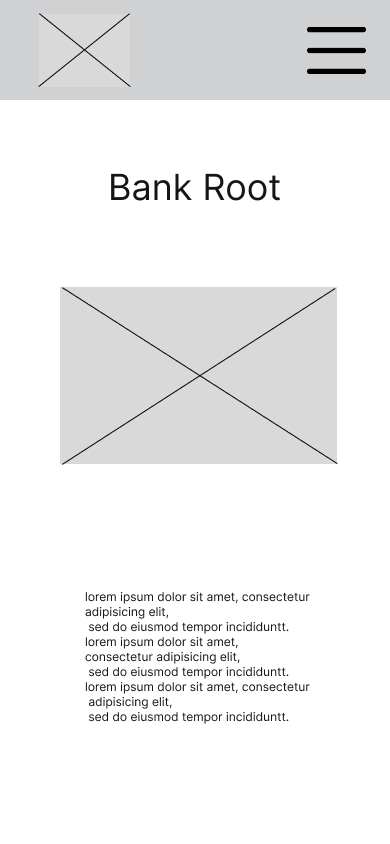 Bank Root
lorem ipsum dolor sit amet, consectetur
adipisicing elit,
sed do eiusmod tempor incididuntt.
lorem ipsum dolor sit amet,
consectetur adipisicing elit,
sed do eiusmod tempor incididuntt.
lorem ipsum dolor sit amet, consectetur
adipisicing elit,
sed do eiusmod tempor incididuntt.